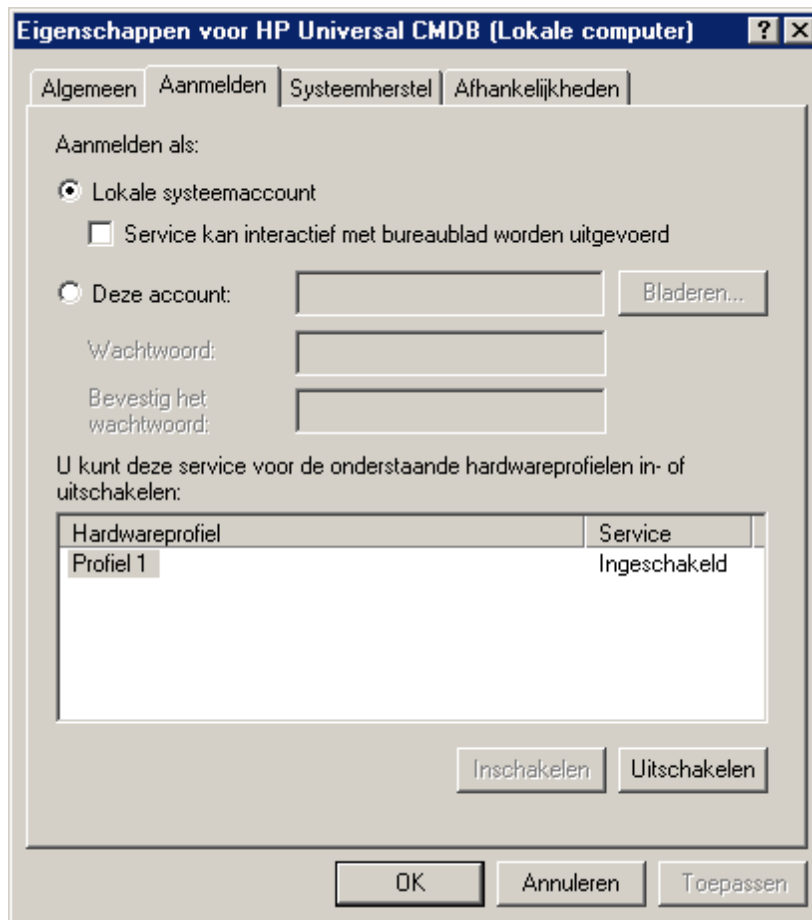 Eigenschappen voor HP Universal CMDB (Lokale computer)
Algemeen Aanmelden Systeemherstel Afhankelijkheden
Aanmelden als:
Lokale systeemaccount
Service kan interactief met bureaublad worden uitgevoerd
Deze account: Bladeren...
Wachtwoord:
Bevestig het
wachtwoord:
U kunt deze service voor de onderstaande hardwareprofielen in- of
uitschakelen:
Hardwareprofiel Service
Profiel 1 Ingeschakeld
Inschakelen Uitschakelen
OK Annuleren Toepassen